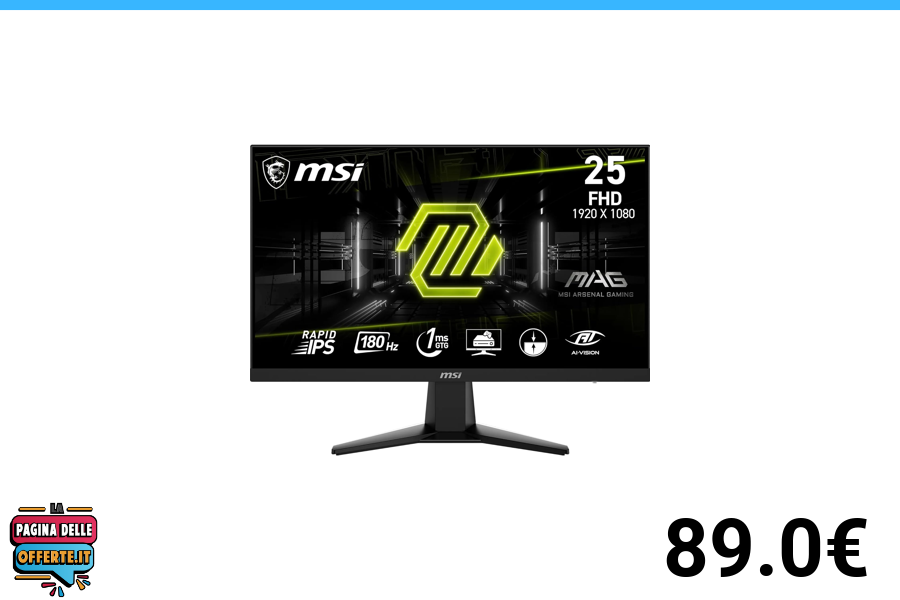 msi
25
FHD
1920 X 1080
MAG
MSI ARSENAL GAMING
RAPID
IPS
180Hz
1ms
GTG
AI
AI-VISION
msi
LA
PAGINA DELLE
OFFERTE.IT
89.0€